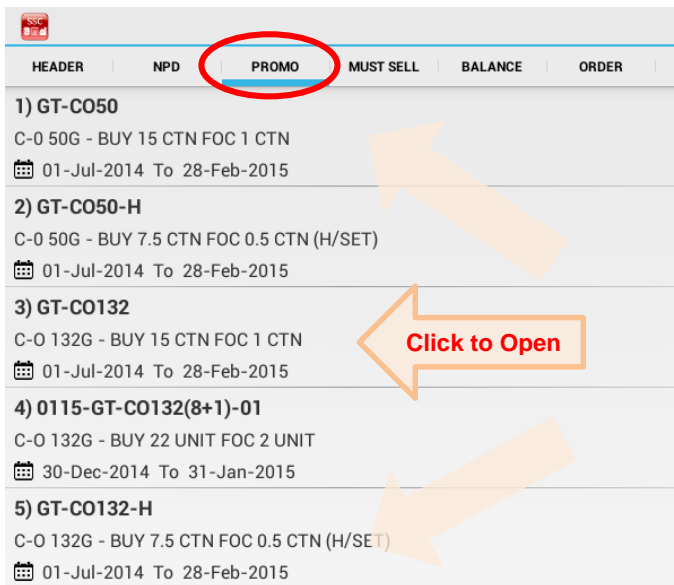 SSC
HEADER NPD PROMO MUST SELL BALANCE ORDER
1) GT-CO50
C-0 50G - BUY 15 CTN FOC 1 CTN
01-Jul-2014 To 28-Feb-2015
2) GT-CO50-H
C-0 50G - BUY 7.5 CTN FOC 0.5 CTN (H/SET)
01-Jul-2014 To 28-Feb-2015
3) GT-CO132
C-O 132G - BUY 15 CTN FOC 1 CTN
Click to Open
01-Jul-2014 To 28-Feb-2015
4) 0115-GT-CO132(8+1)-01
C-O 132G - BUY 22 UNIT FOC 2 UNIT
30-Dec-2014 To 31-Jan-2015
5) GT-CO132-H
C-O 132G - BUY 7.5 CTN FOC 0.5 CTN (H/SET)
01-Jul-2014 To 28-Feb-2015